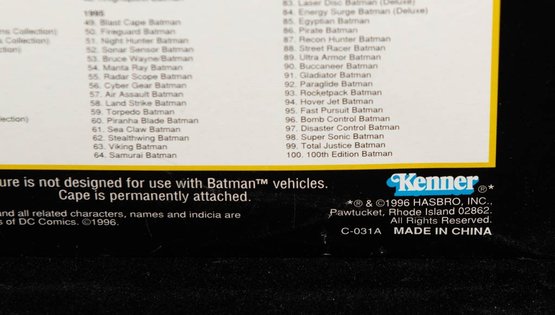 83. Laser Disc Batman (Deluxe)
84. Energy Surge Batman (Deluxe)
85. Egyptian Batman
86. Pirate Batman
87. Recon Hunter Batman
88. Street Racer Batman
89. Ultra Armor Batman
90. Buccaneer Batman
91. Gladiator Batman
92. Paraglide Batman
93. Rocketpack Batman
94. Hover Jet Batman
95. Fast Pursuit Batman
96. Bomb Control Batman
97. Disaster Control Batman
98. Super Sonic Batman
99. Total Justice Batman
100. 100th Edition Batman
1995
49. Blast Cape Batman
50. Fireguard Batman
51. Night Hunter Batman
52. Sonar Sensor Batman
53. Bruce Wayne/Batman
54. Manta Ray Batman
55. Radar Scope Batman
56. Cyber Gear Batman
57. Air Assault Batman
58. Land Strike Batman
59. Torpedo Batman
60. Piranha Blade Batman
61. Sea Claw Batman
62. Stealthwing Batman
63. Viking Batman
64. Samurai Batman
Collection)
Collection)
ction)
lection)
ure is not designed for use with Batman™ vehicles.
Cape is permanently attached.
and all related characters, names and indicia are
s of DC Comics. ©1996.
Kenner ®*
*® & ©1996 HASBRO, INC.,
Pawtucket, Rhode Island 02862.
All Rights Reserved.
C-031A MADE IN CHINA